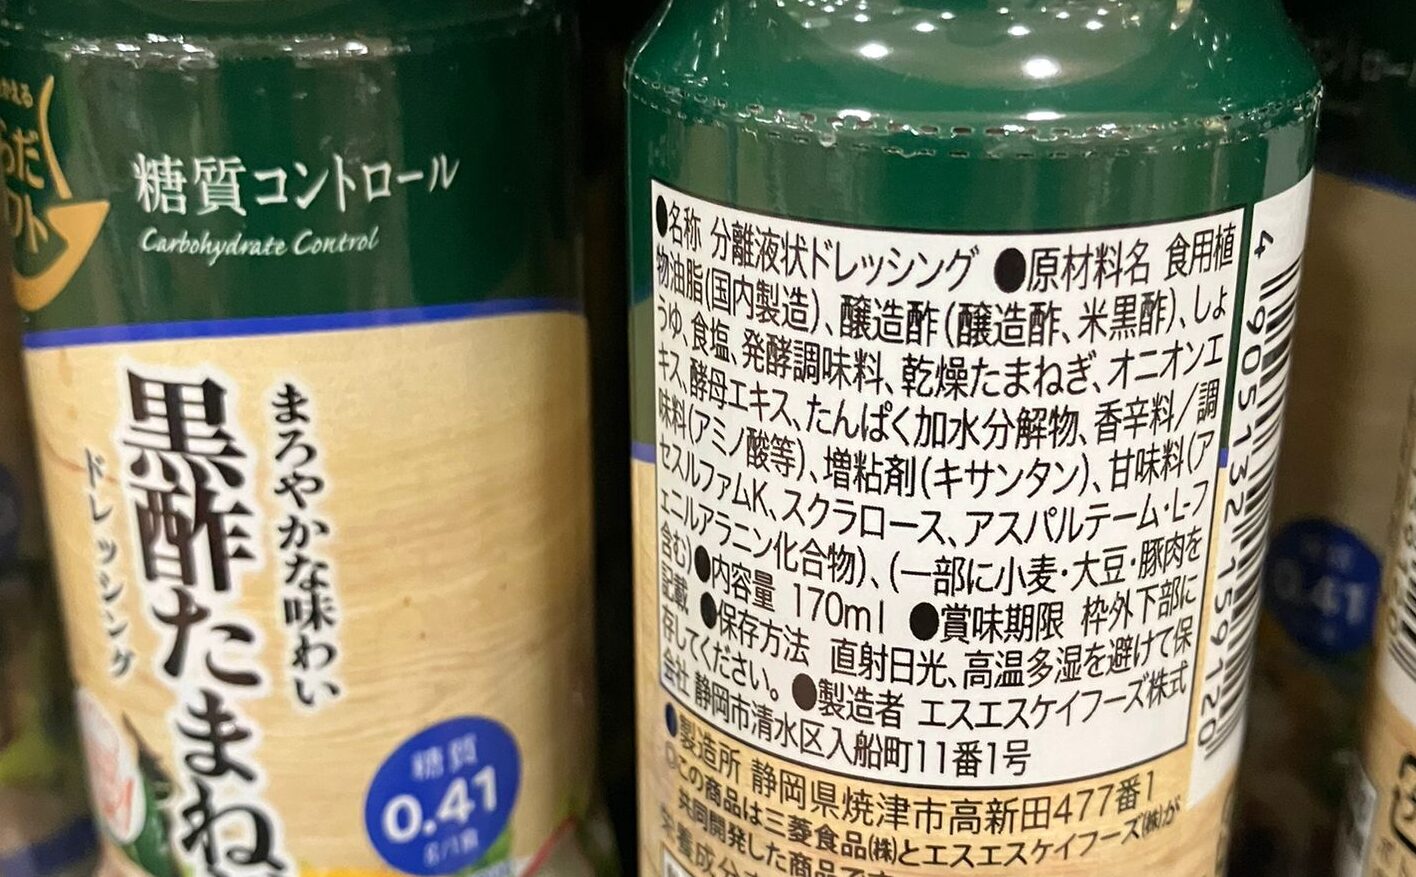 糖質コントロール
Carbohydrate Control
まろやかな味わい
黒酢たまね
ドレッシング
糖質
0.41
●名称 分離液状ドレッシング ●原材料名 食用植
物油脂(国内製造)、醸造酢(醸造酢、米黒酢)、しょ
うゆ、食塩、発酵調味料、乾燥たまねぎ、オニオンエ
キス、酵母エキス、たんぱく加水分解物、香辛料/調
味料(アミノ酸等)、増粘剤(キサンタン)、甘味料(ア
セスルファムK、スクラロース、アスパルテーム・L-フ
ェニルアラニン化合物)、(一部に小麦・大豆・豚肉を
含む)●内容量 170ml ●賞味期限 枠外下部に
記載 ●保存方法 直射日光、高温多湿を避けて保
存してください。 ●製造者 エスエスケイフーズ株式
会社 静岡市清水区入船町11番1号
●製造所 静岡県焼津市高新田477番1
○この商品は三菱食品(株)とエスエスケイフーズ(株)が
共同開発した商品です
栄養成分
4 905132 159120
0.41